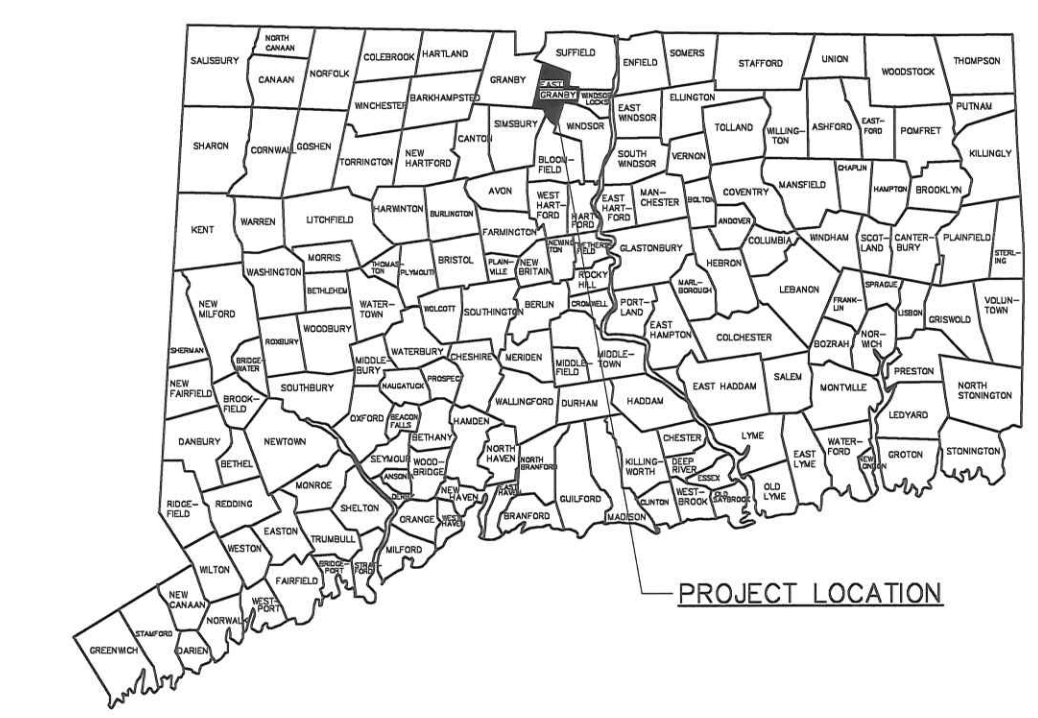 NORTH
CANAAN
SALISBURY
CANAAN
NORFOLK
COLEBROOK
HARTLAND
GRANBY
SUFFIELD
ENFIELD
SOMERS
STAFFORD
UNION
WOODSTOCK
THOMPSON
EAST
GRANBY
WINDSOR
LOCKS
WINCHESTER
BARKHAMPSTED
EAST
WINDSOR
ELLINGTON
PUTNAM
SHARON
CORNWALL
GOSHEN
TORRINGTON
NEW
HARTFORD
CANTON
SIMSBURY
BLOOM-
FIELD
WINDSOR
SOUTH
WINDSOR
VERNON
TOLLAND
WILLING-
TON
ASHFORD
EAST-
FORD
POMFRET
KILLINGLY
KENT
WARREN
LITCHFIELD
HARWINTON
BURLINGTON
AVON
WEST
HART-
FORD
HART-
FORD
EAST
HART-
FORD
MAN-
CHESTER
BOLTON
COVENTRY
MANSFIELD
CHAPLIN
HAMPTON
BROOKLYN
ANDOVER
COLUMBIA
WINDHAM
SCOT-
LAND
CANTER-
BURY
PLAINFIELD
STERL-
ING
WASHINGTON
MORRIS
BETHLEHEM
THOMAS-
TON
PLYMOUTH
BRISTOL
FARMINGTON
PLAIN-
VILLE
NEW
BRITAIN
NEWING-
TON
WETHERS-
FIELD
ROCKY
HILL
GLASTONBURY
HEBRON
MARL-
BOROUGH
LEBANON
SPRAGUE
FRANK-
LIN
LISBON
GRISWOLD
VOLUN-
TOWN
NEW
MILFORD
WATER-
TOWN
WOLCOTT
SOUTHINGTON
BERLIN
CROMWELL
PORT-
LAND
EAST
HAMPTON
COLCHESTER
BOZRAH
NOR-
WICH
SHERMAN
BRIDGE-
WATER
ROXBURY
WOODBURY
MIDDLE-
BURY
WATERBURY
CHESHIRE
MERIDEN
MIDDLE-
FIELD
MIDDLE-
TOWN
PRESTON
NEW
FAIRFIELD
BROOK-
FIELD
SOUTHBURY
NAUGATUCK
PROSPEC
WALLINGFORD
DURHAM
HADDAM
EAST HADDAM
SALEM
MONTVILLE
LEDYARD
NORTH
STONINGTON
DANBURY
BETHEL
NEWTOWN
OXFORD
BEACON
FALLS
BETHANY
HAMDEN
NORTH
HAVEN
NORTH
BRANFORD
KILLING-
WORTH
CHESTER
DEEP
RIVER
ESSEX
LYME
EAST
LYME
WATER-
FORD
NEW
LONDON
GROTON
STONINGTON
RIDGE-
FIELD
REDDING
MONROE
SEYMOUR
ANSONIA
DERBY
WOOD-
BRIDGE
NEW
HAVEN
EAST
HAVEN
BRANFORD
GUILFORD
MADISON
CLINTON
WEST-
BROOK
OLD
SAYBROOK
OLD
LYME
WILTON
WESTON
EASTON
TRUMBULL
SHELTON
ORANGE
WEST
HAVEN
MILFORD
STRAT-
FORD
BRIDGE-
PORT
FAIRFIELD
WEST-
PORT
NORWALK
NEW
CANAAN
DARIEN
STAMFORD
GREENWICH
PROJECT LOCATION